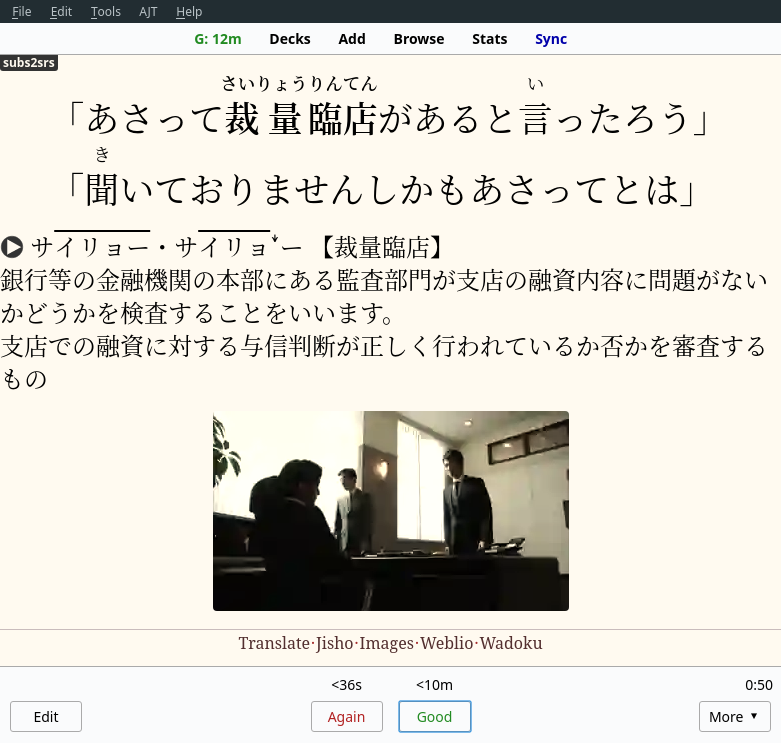 File Edit Tools AJT Help
G: 12m Decks Add Browse Stats Sync
subs2srs
さいりょうりんてん い
「あさって裁量臨店があると言ったろう」
き
「聞いておりませんしかもあさってとは」
サイリョー・サイリョꜜー 【裁量臨店】
銀行等の金融機関の本部にある監査部門が支店の融資内容に問題がない
かどうかを検査することをいいます。
支店での融資に対する与信判断が正しく行われているか否かを審査する
もの
Translate·Jisho·Images·Weblio·Wadoku
<36s <10m 0:50
Edit Again Good More ▼